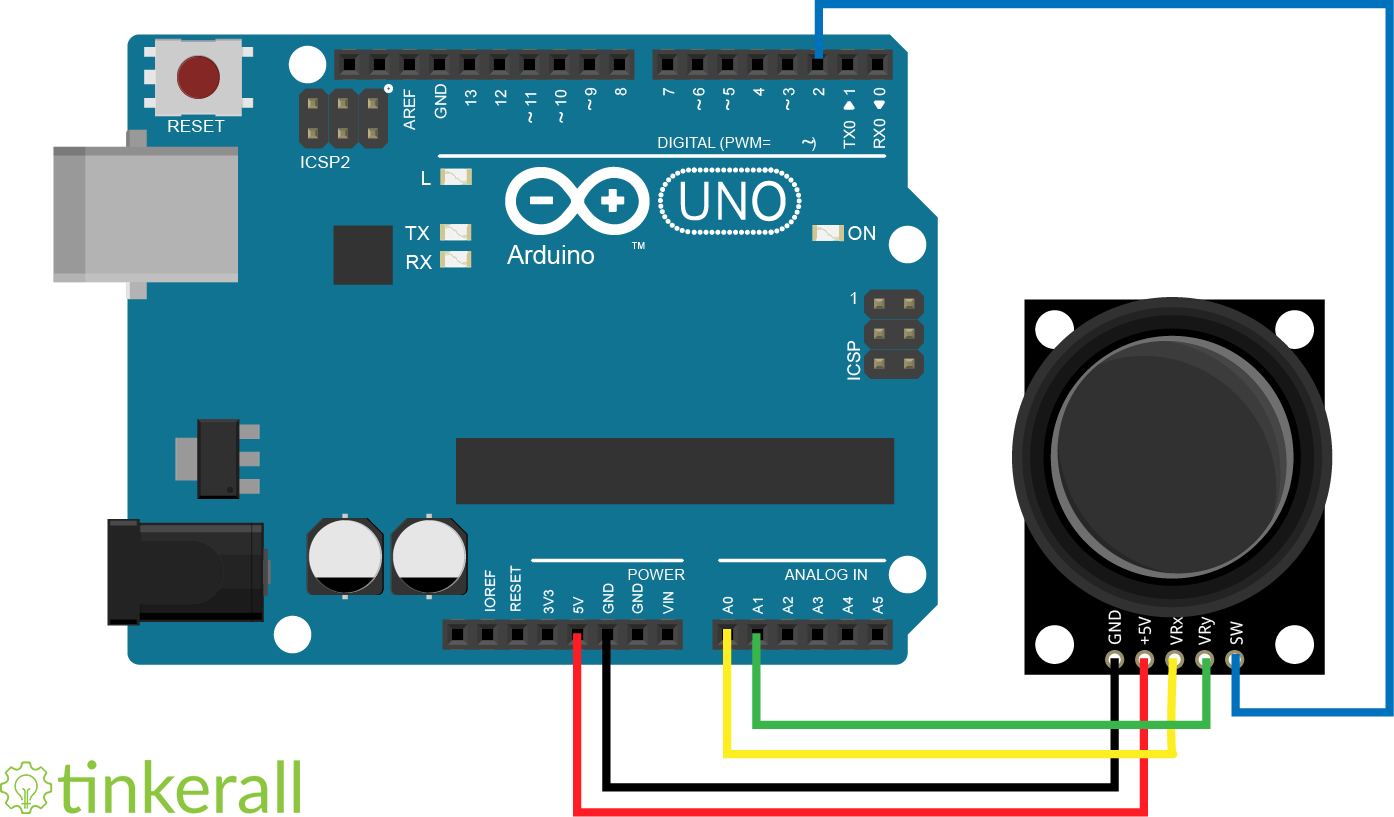 RESET
ICSP2
AREF
GND
13
12
~11
~10
~9
8
7
~6
~5
4
~3
2
TX0 ▶ 1
RX0 ◀ 0
DIGITAL (PWM= ~)
L
TX
RX
Arduino
™
UNO
ON
1
ICSP
POWER
IOREF
RESET
3V3
5V
GND
GND
VIN
ANALOG IN
A0
A1
A2
A3
A4
A5
GND
+5V
VRx
VRy
SW
tinkerall